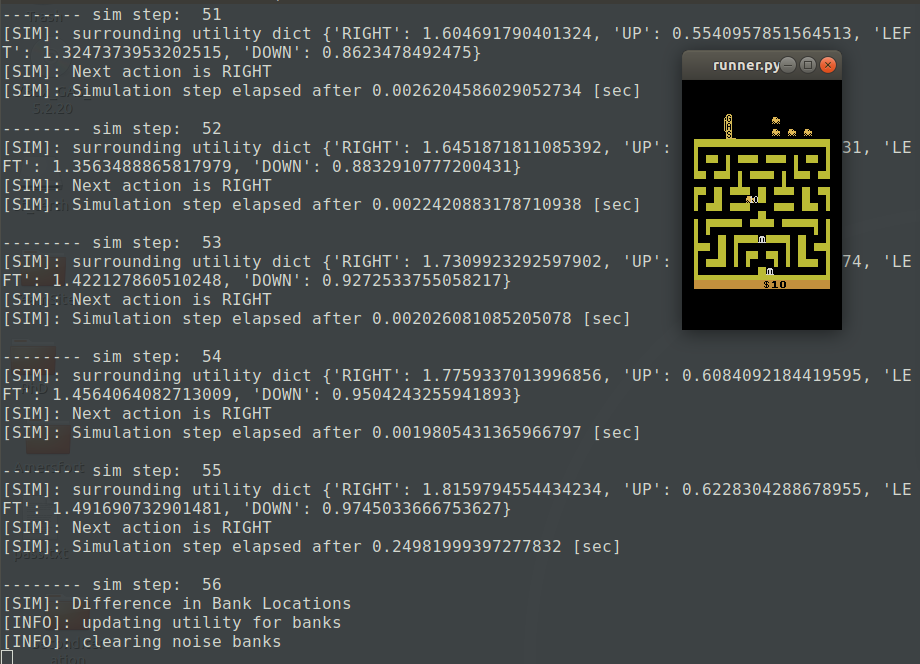 -------- sim step:  51
[SIM]: surrounding utility dict {'RIGHT': 1.604691790401324, 'UP': 0.5540957851564513, 'LEF
T': 1.3247373953202515, 'DOWN': 0.8623478492475}
[SIM]: Next action is RIGHT
[SIM]: Simulation step elapsed after 0.0026204586029052734 [sec]
-------- sim step:  52
[SIM]: surrounding utility dict {'RIGHT': 1.6451871811085392, 'UP': 31, 'LE
FT': 1.3563488865817979, 'DOWN': 0.8832910777200431}
[SIM]: Next action is RIGHT
[SIM]: Simulation step elapsed after 0.0022420883178710938 [sec]
-------- sim step:  53
[SIM]: surrounding utility dict {'RIGHT': 1.7309923292597902, 'UP': 74, 'LE
FT': 1.422127860510248, 'DOWN': 0.9272533755058217}
[SIM]: Next action is RIGHT
[SIM]: Simulation step elapsed after 0.002026081085205078 [sec]
-------- sim step:  54
[SIM]: surrounding utility dict {'RIGHT': 1.7759337013996856, 'UP': 0.6084092184419595, 'LE
FT': 1.4564064082713009, 'DOWN': 0.9504243255941893}
[SIM]: Next action is RIGHT
[SIM]: Simulation step elapsed after 0.0019805431365966797 [sec]
-------- sim step:  55
[SIM]: surrounding utility dict {'RIGHT': 1.8159794554434234, 'UP': 0.6228304288678955, 'LE
FT': 1.491690732901481, 'DOWN': 0.9745033666753627}
[SIM]: Next action is RIGHT
[SIM]: Simulation step elapsed after 0.24981999397277832 [sec]
-------- sim step:  56
[SIM]: Difference in Bank Locations
[INFO]: updating utility for banks
[INFO]: clearing noise banks
runner.py
$10